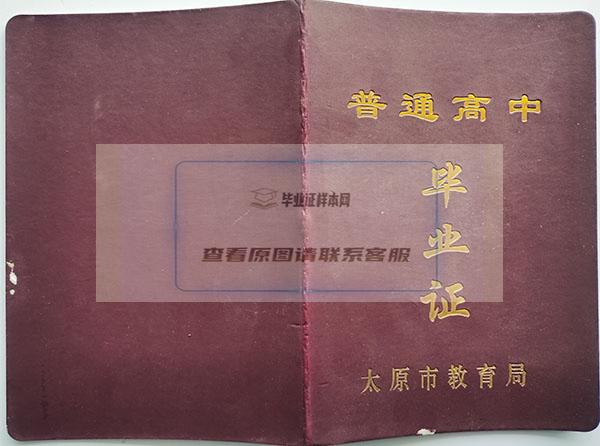 普通高中
毕
业
证
太原市教育局
毕业证样本网
查看原图请联系客服